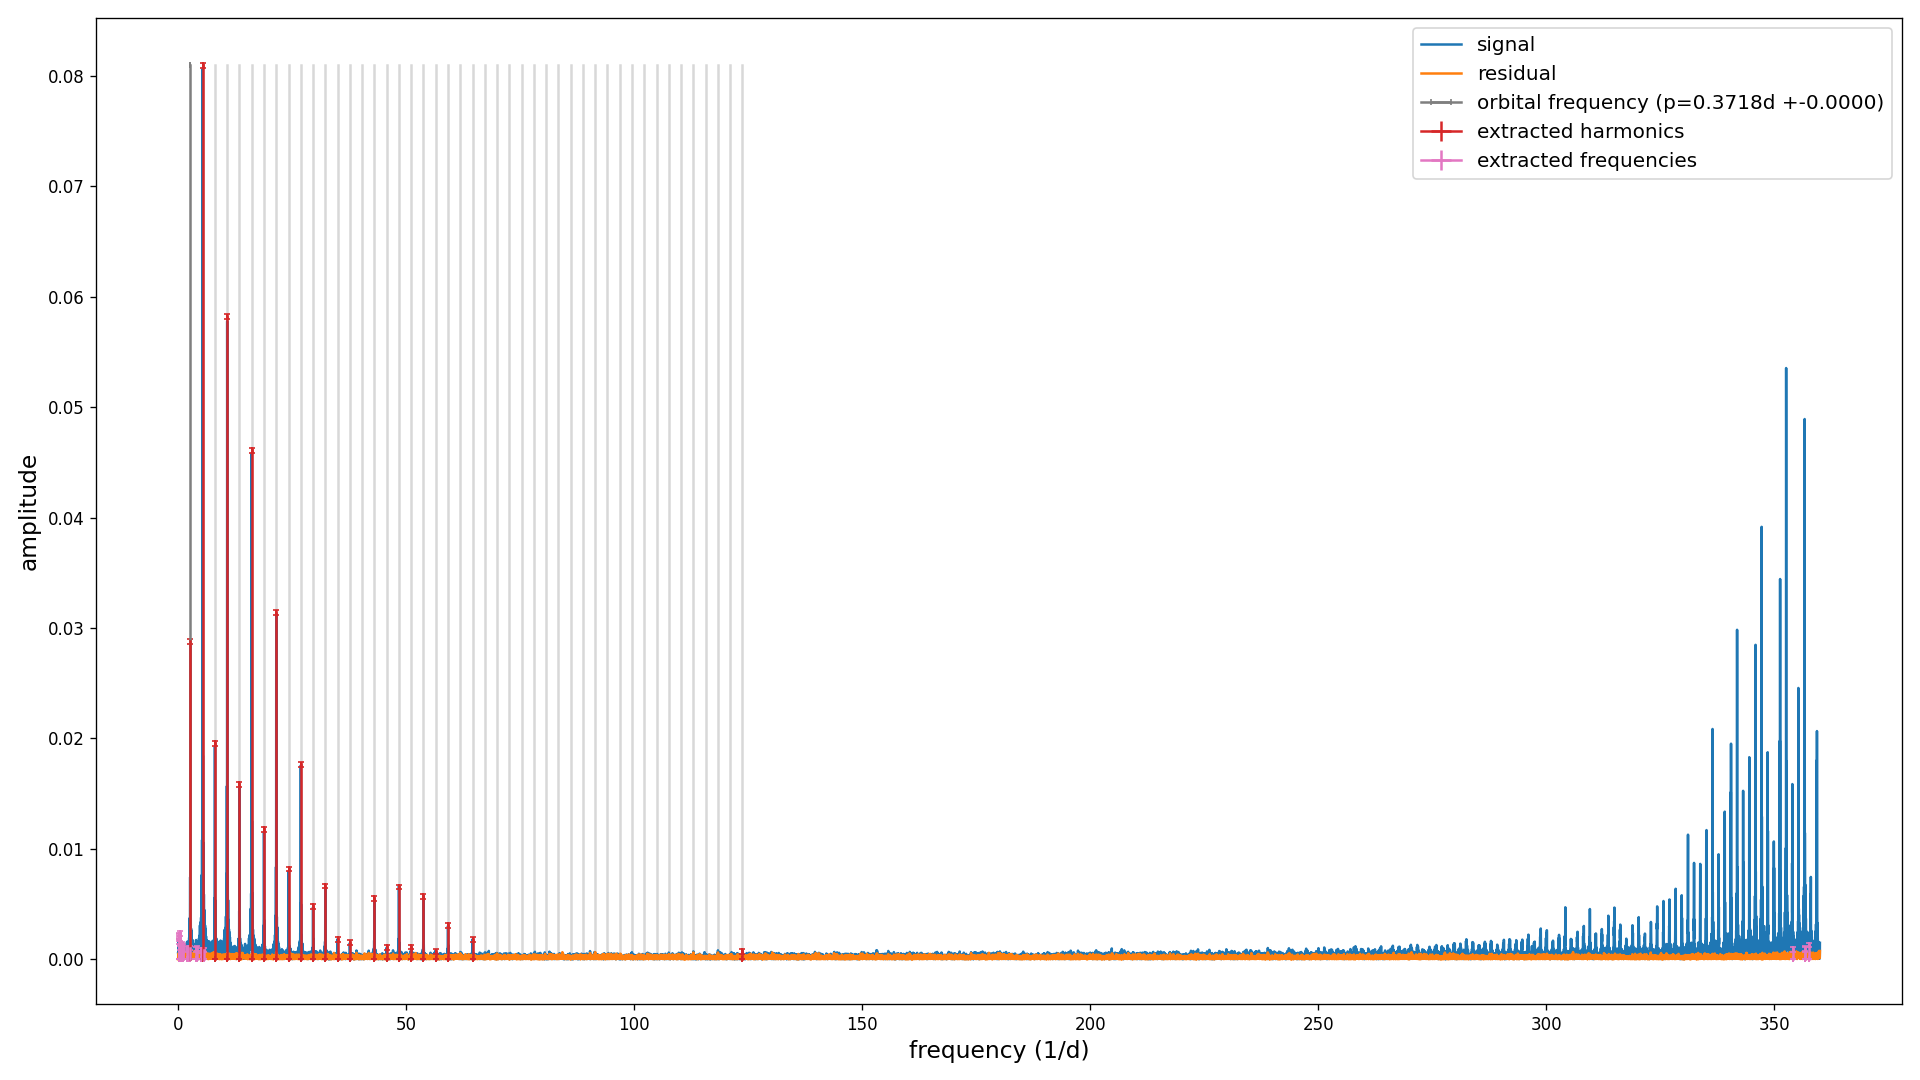 signal
residual
orbital frequency (p=0.3718d +-0.0000)
extracted harmonics
extracted frequencies
amplitude
0.08
0.07
0.06
0.05
0.04
0.03
0.02
0.01
0.00
0 50 100 150 200 250 300 350
frequency (1/d)